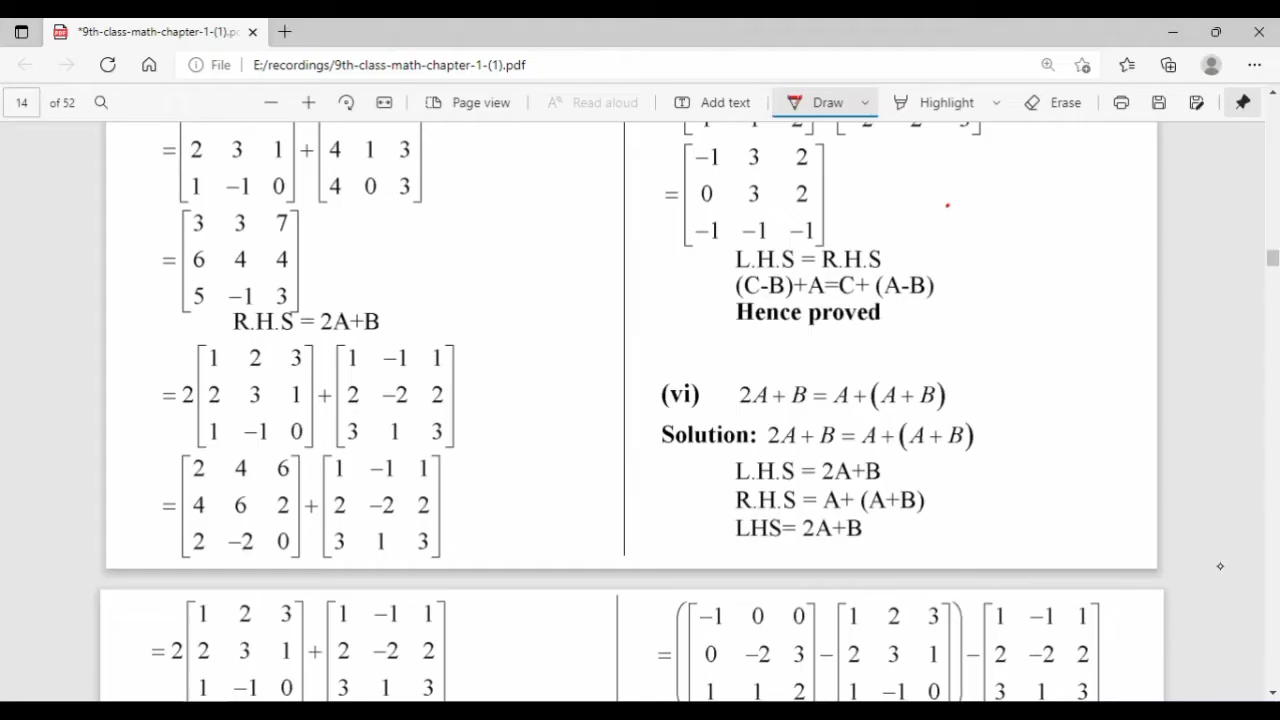 *9th-class-math-chapter-1-(1).pd
File E:/recordings/9th-class-math-chapter-1-(1).pdf
14 of 52 Page view Read aloud Add text Draw Highlight Erase
= [2 3 1] + [4 1 3]
1 −1 0 4 0 3
= [3 3 7
6 4 4
5 −1 3]
R.H.S = 2A+B
= 2 [1 2 3
2 3 1
1 −1 0] + [1 −1 1
2 −2 2
3 1 3]
= [2 4 6
4 6 2
2 −2 0] + [1 −1 1
2 −2 2
3 1 3]
= [−1 3 2
0 3 2
−1 −1 −1]
L.H.S = R.H.S
(C-B)+A=C+ (A-B)
Hence proved
(vi) 2A + B = A + (A + B)
Solution: 2A + B = A + (A + B)
L.H.S = 2A+B
R.H.S = A+ (A+B)
LHS= 2A+B
= 2 [1 2 3
2 3 1
1 −1 0] + [1 −1 1
2 −2 2
3 1 3]
= ([−1 0 0
0 −2 3
1 1 2] − [1 2 3
2 3 1
1 −1 0]) − [1 −1 1
2 −2 2
3 1 3]